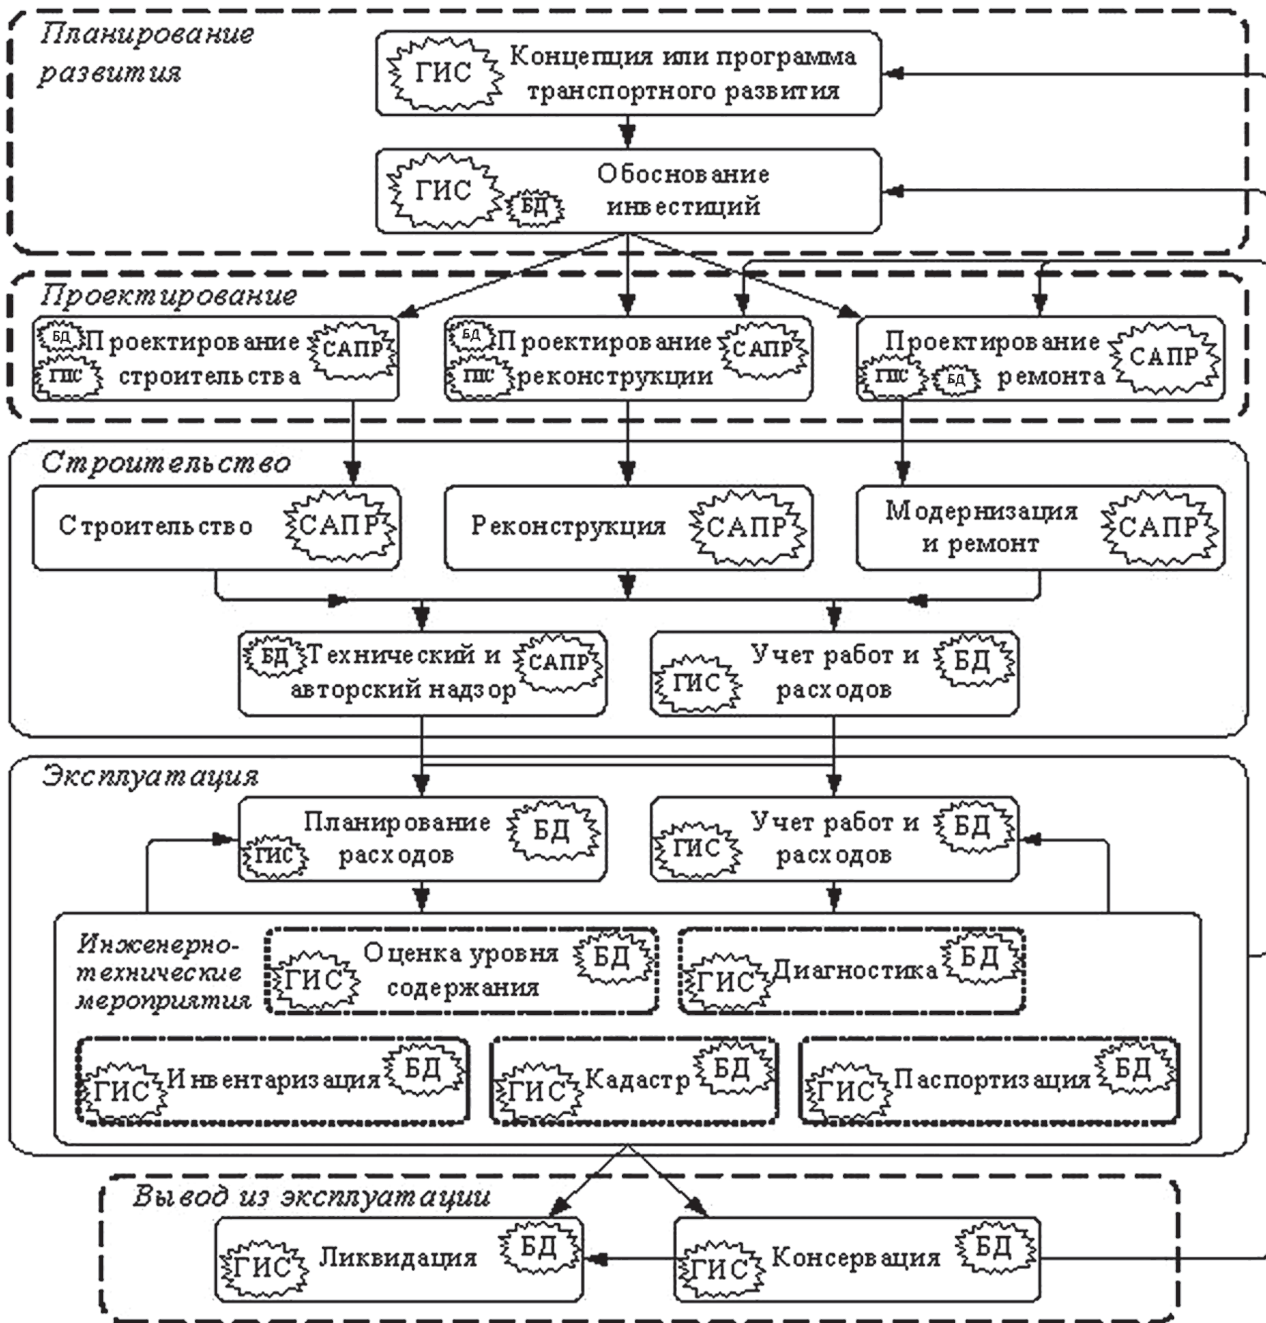 Планирование
развития
ГИС
Концепция или программа
транспортного развития
ГИС
БД
Обоснование
инвестиций
Проектирование
БД
Проектирование
САПР
ГИС
строительства
БД
Проектирование
САПР
ГИС
реконструкции
Проектирование
САПР
ГИС
БД
ремонта
Строительство
Строительство
САПР
Реконструкция
САПР
Модернизация
и ремонт
САПР
БД
Технический и
авторский надзор
САПР
ГИС
Учет работ и
расходов
БД
Эксплуатация
Планирование
расходов
ГИС
БД
ГИС
Учет работ и
расходов
БД
Инженерно-
технические
мероприятия
ГИС
Оценка уровня
содержания
БД
ГИС
Диагностика
БД
ГИС
Инвентаризация
БД
ГИС
Кадастр
БД
ГИС
Паспортизация
БД
Вывод из эксплуатации
ГИС
Ликвидация
БД
ГИС
Консервация
БД